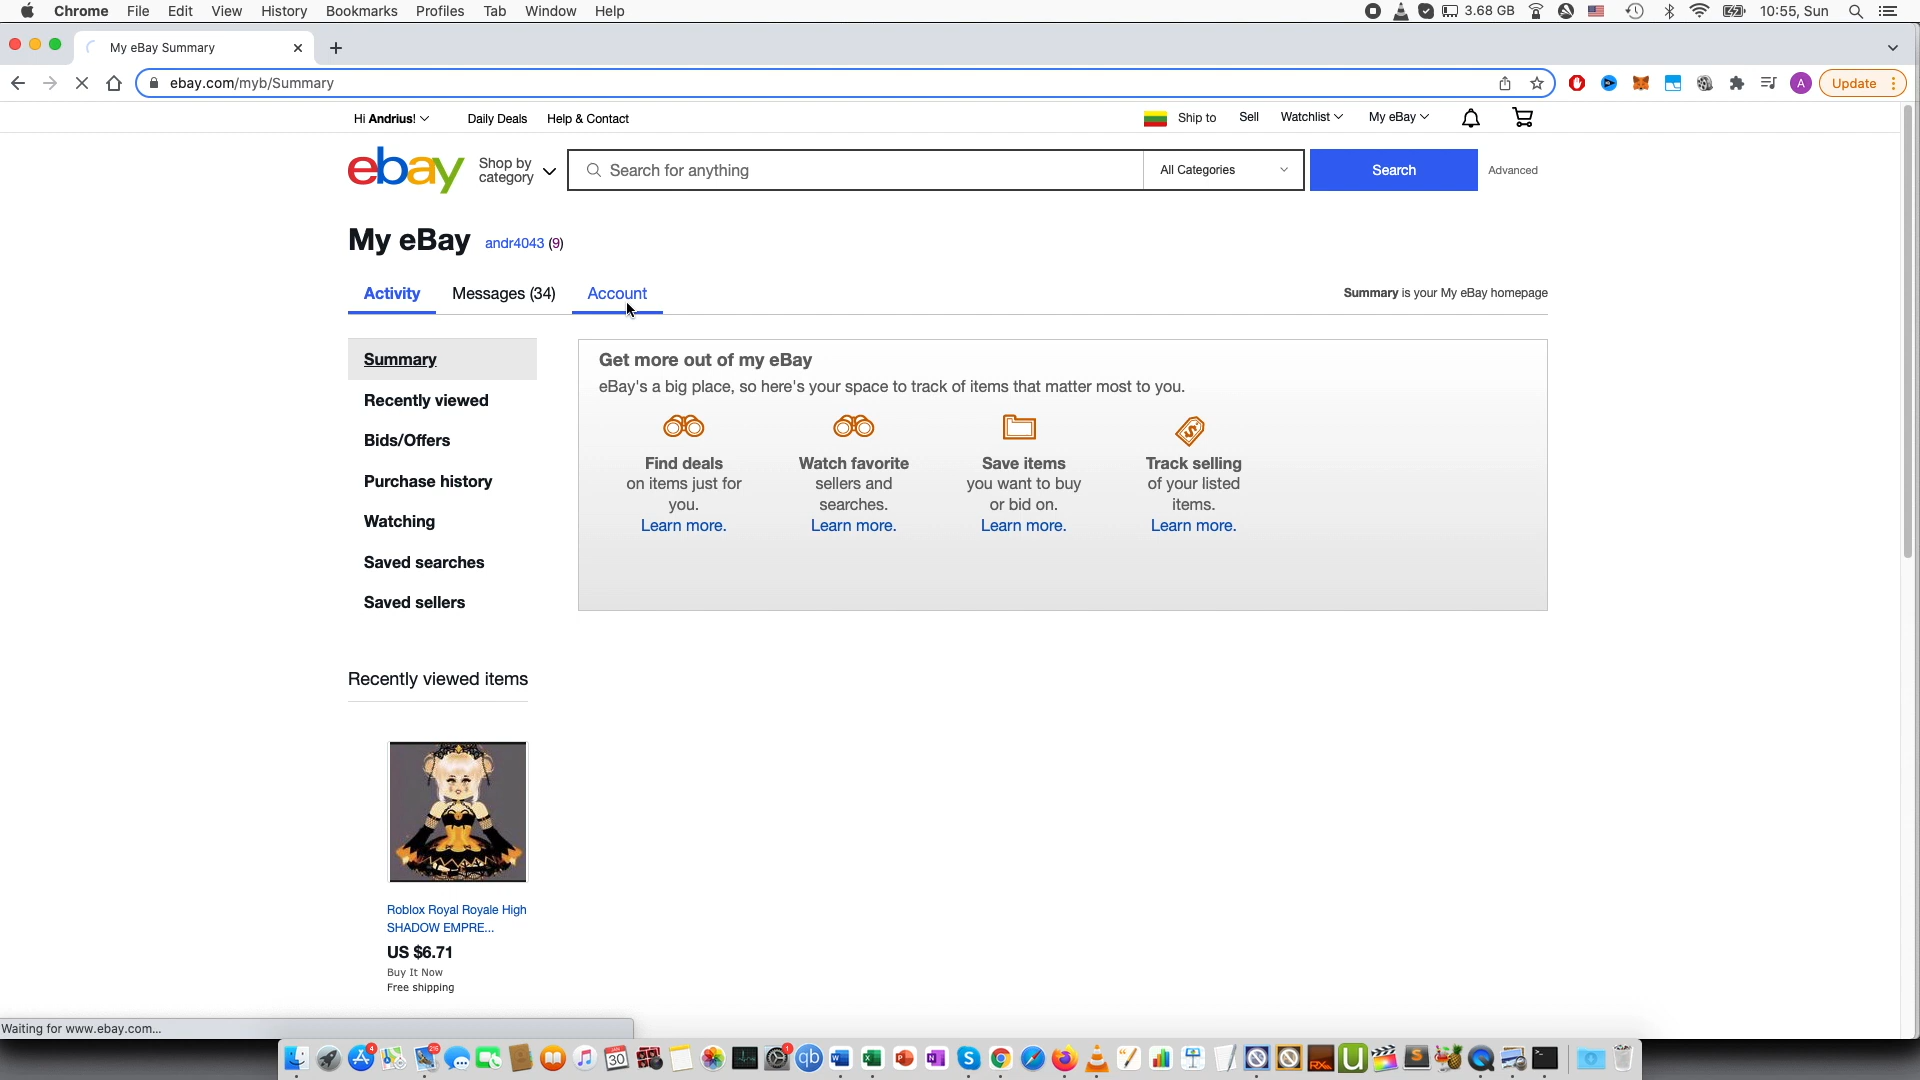 Chrome File Edit View History Bookmarks Profiles Tab Window Help 3.68 GB 10:55, Sun
My eBay Summary
ebay.com/myb/Summary A Update
Hi Andrius! Daily Deals Help & Contact Ship to Sell Watchlist My eBay
ebay Shop by category Search for anything All Categories Search Advanced
My eBay andr4043 (9)
Activity Messages (34) Account Summary is your My eBay homepage
Summary
Recently viewed
Bids/Offers
Purchase history
Watching
Saved searches
Saved sellers
Get more out of my eBay
eBay's a big place, so here's your space to track of items that matter most to you.
Find deals
on items just for
you.
Learn more.
Watch favorite
sellers and
searches.
Learn more.
Save items
you want to buy
or bid on.
Learn more.
Track selling
of your listed
items.
Learn more.
Recently viewed items
Roblox Royal Royale High
SHADOW EMPRE...
US $6.71
Buy It Now
Free shipping
Waiting for www.ebay.com...